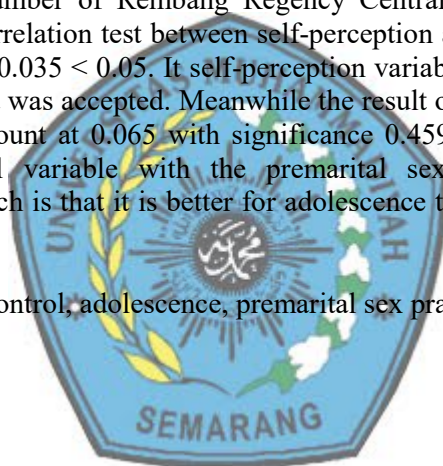 umber of Rembang Regency Central
rrelation test between self-perception a
0.035 < 0.05. It self-perception variab
was accepted. Meanwhile the result o
ount at 0.065 with significance 0.459
l variable with the premarital sex
ch is that it is better for adolescence t
ontrol, adolescence, premarital sex pra
SEMARANG